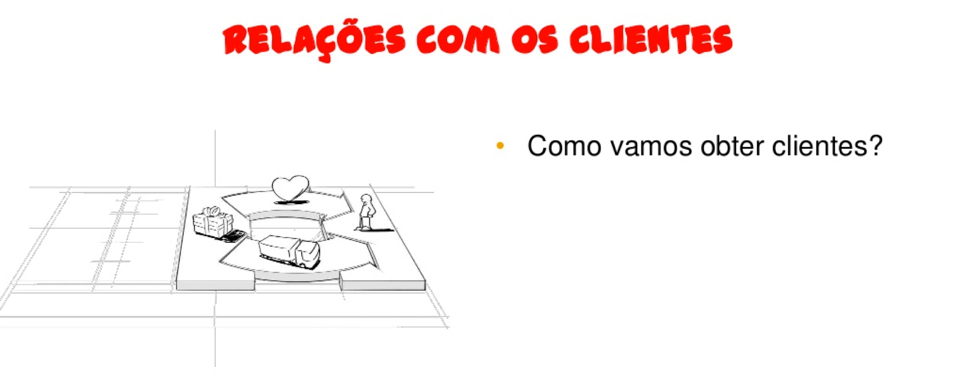 RELAÇÕES COM OS CLIENTES
• Como vamos obter clientes?